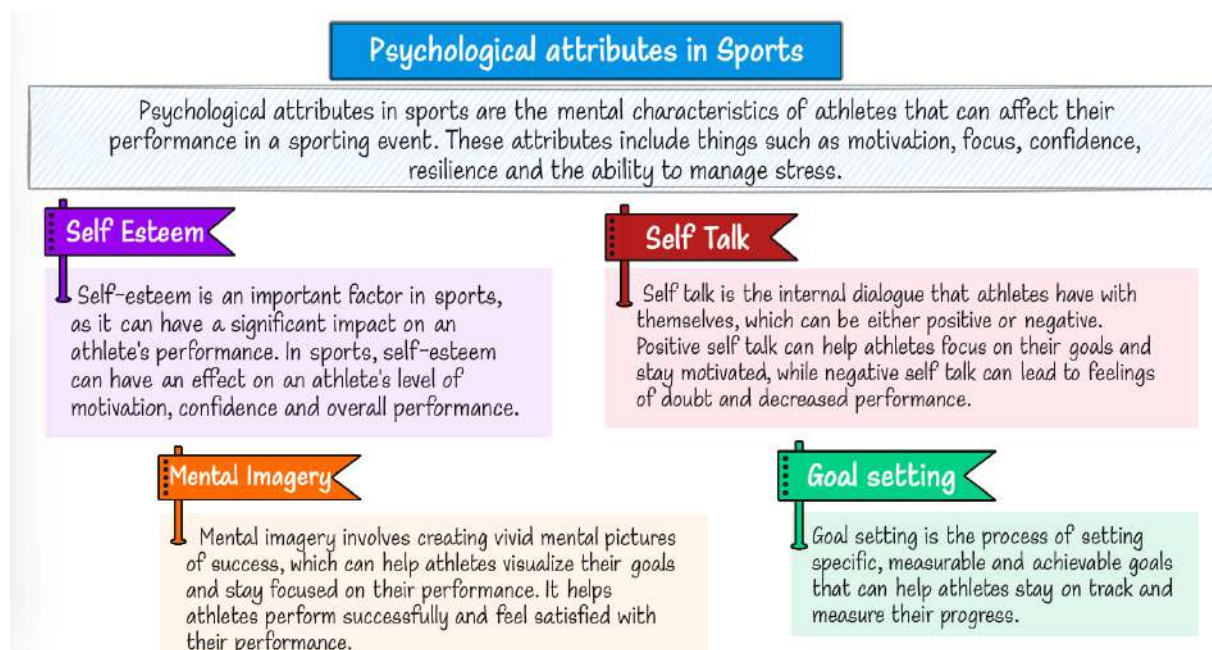 Psychological attributes in Sports
Psychological attributes in sports are the mental characteristics of athletes that can affect their
performance in a sporting event. These attributes include things such as motivation, focus, confidence,
resilience and the ability to manage stress.
Self Esteem
Self-esteem is an important factor in sports,
as it can have a significant impact on an
athlete's performance. In sports, self-esteem
can have an effect on an athlete's level of
motivation, confidence and overall performance.
Self Talk
Self talk is the internal dialogue that athletes have with
themselves, which can be either positive or negative.
Positive self talk can help athletes focus on their goals and
stay motivated, while negative self talk can lead to feelings
of doubt and decreased performance.
Mental Imagery
Mental imagery involves creating vivid mental pictures
of success, which can help athletes visualize their goals
and stay focused on their performance. It helps
athletes perform successfully and feel satisfied with
their performance.
Goal setting
Goal setting is the process of setting
specific, measurable and achievable goals
that can help athletes stay on track and
measure their progress.